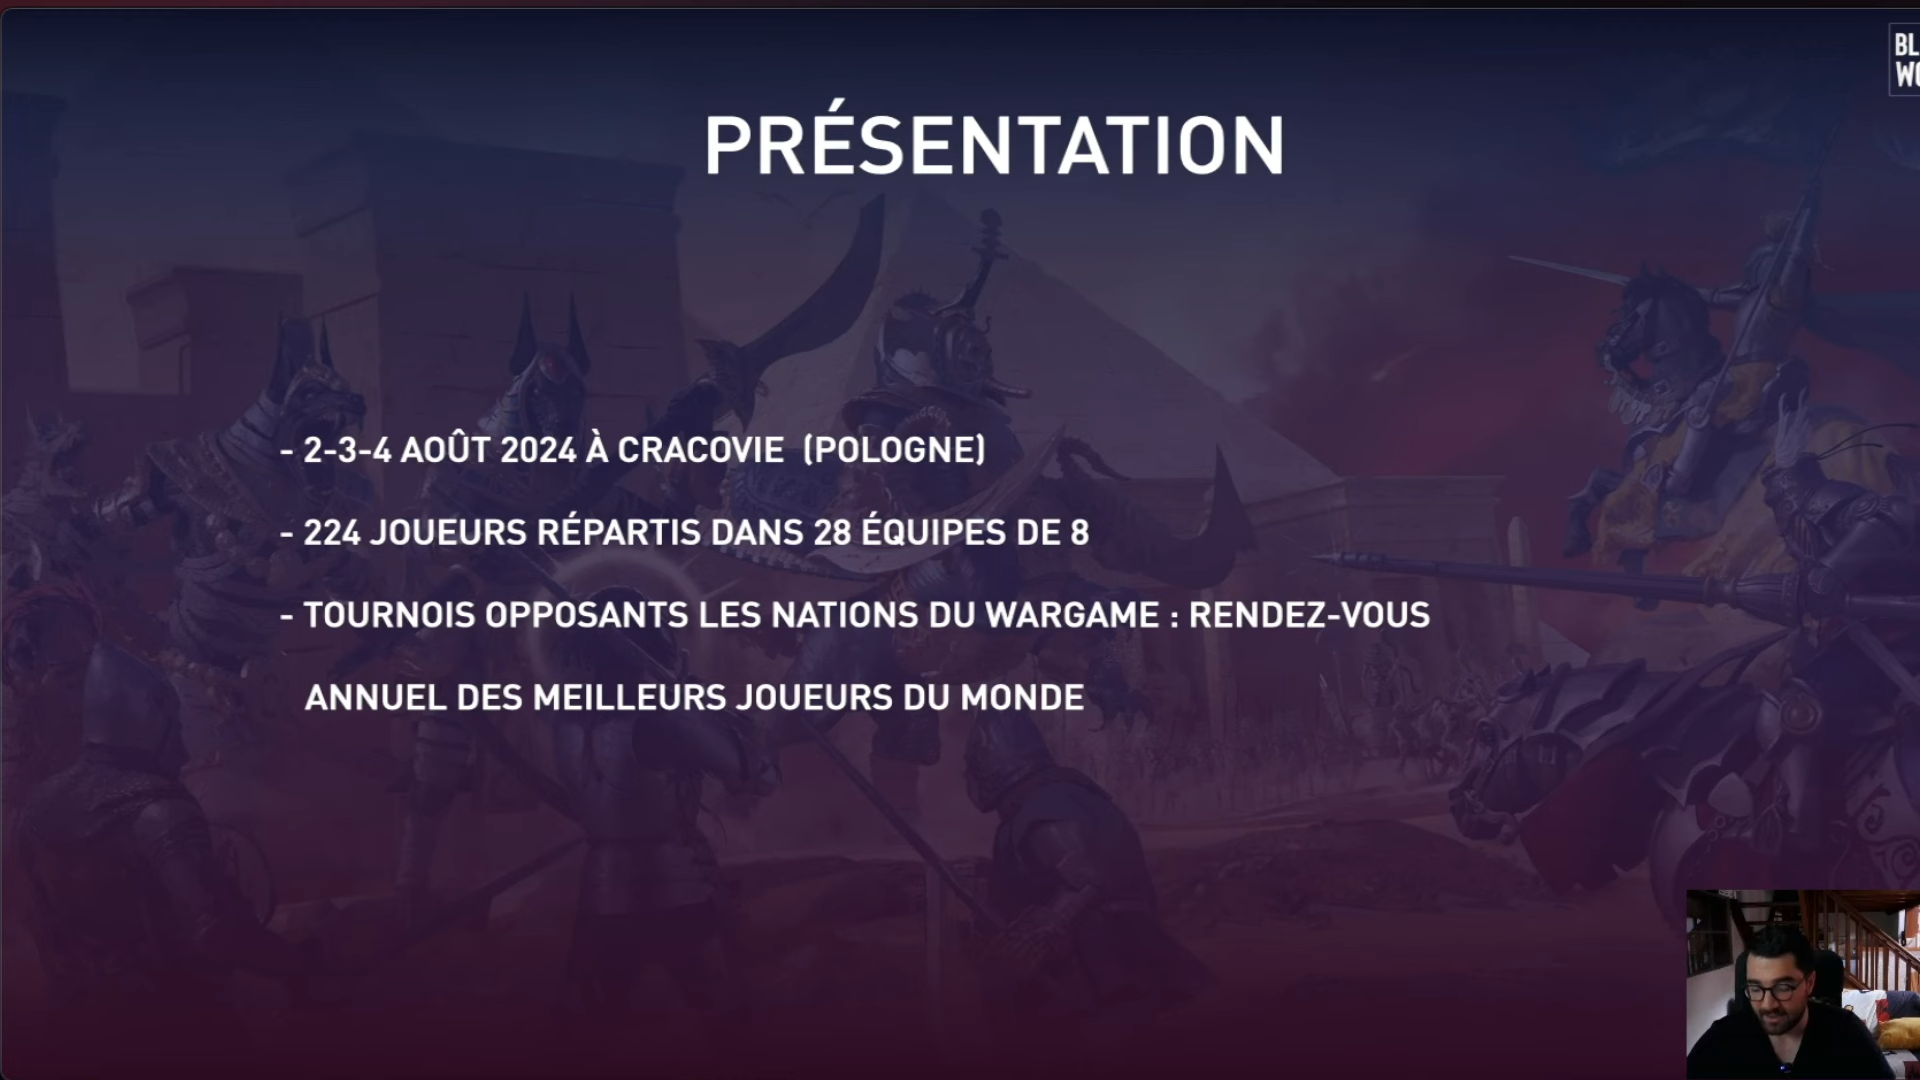 PRÉSENTATION
- 2-3-4 AOÛT 2024 À CRACOVIE (POLOGNE)
- 224 JOUEURS RÉPARTIS DANS 28 ÉQUIPES DE 8
- TOURNOIS OPPOSANTS LES NATIONS DU WARGAME : RENDEZ-VOUS
ANNUEL DES MEILLEURS JOUEURS DU MONDE